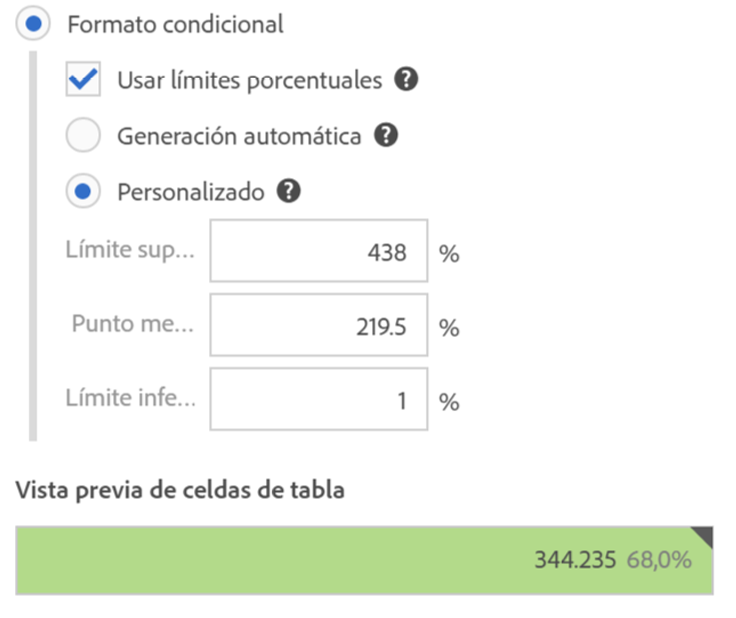 Formato condicional
Usar límites porcentuales ?
Generación automática ?
Personalizado ?
Límite sup... 438 %
Punto me... 219.5 %
Límite infe... 1 %
Vista previa de celdas de tabla
344.235 68,0%